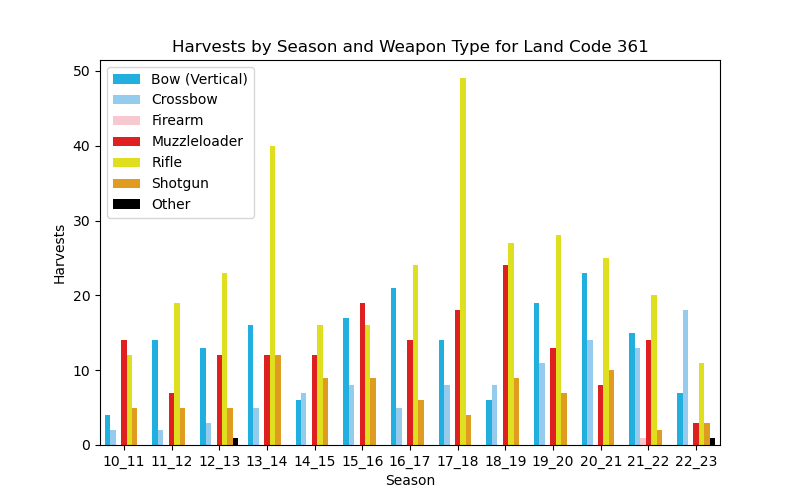 Harvests by Season and Weapon Type for Land Code 361
50
40
30
20
10
0
Harvests
Bow (Vertical)
Crossbow
Firearm
Muzzleloader
Rifle
Shotgun
Other
10_11 11_12 12_13 13_14 14_15 15_16 16_17 17_18 18_19 19_20 20_21 21_22 22_23
Season